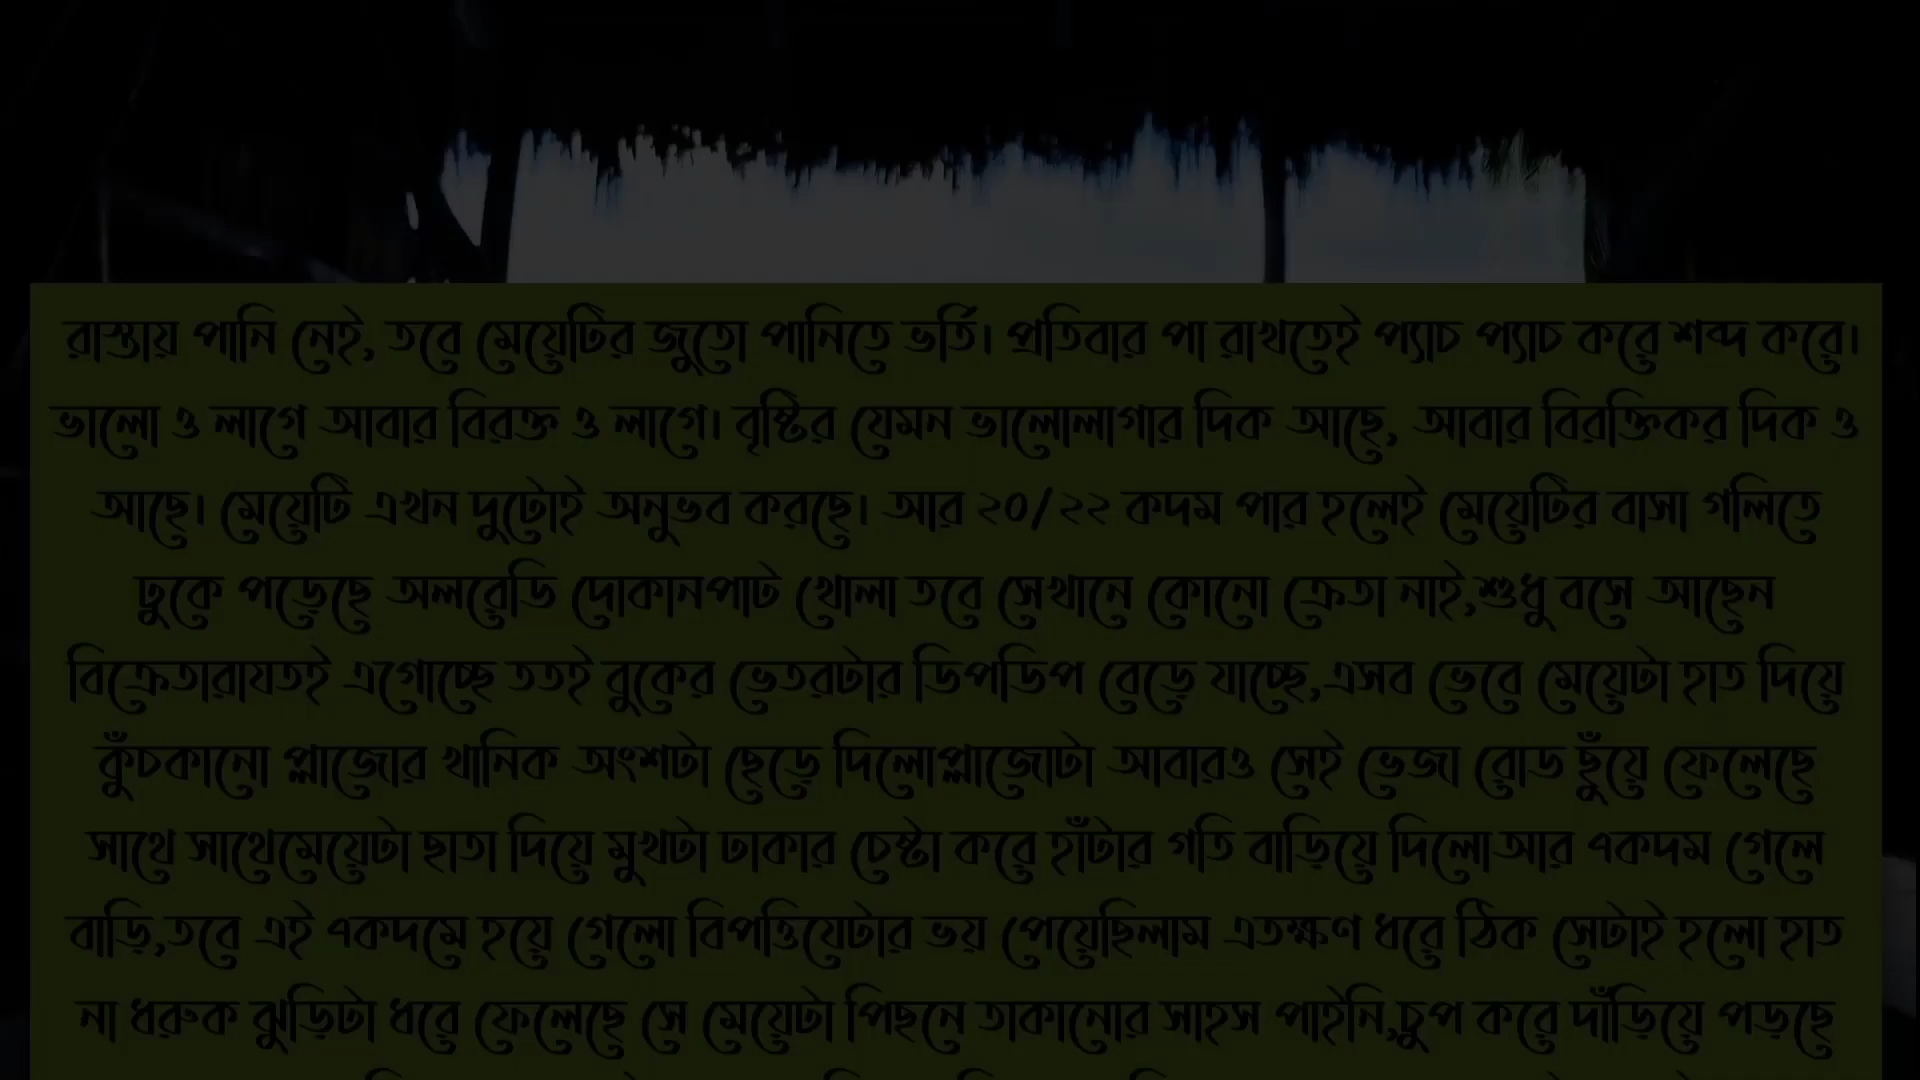 রাস্তায় পানি নেই, তবে মেয়েটির জুতো পানিতে ভর্তি। প্রতিবার পা রাখতেই প্যাচ প্যাচ করে শব্দ করে।
ভালো ও লাগে আবার বিরক্ত ও লাগে। বৃষ্টির যেমন ভালোলাগার দিক আছে, আবার বিরক্তিকর দিক ও
আছে। মেয়েটি এখন দুটোই অনুভব করছে। আর ২০/২২ কদম পার হলেই মেয়েটির বাসা গলিতে
ঢুকে পড়েছে অলরেডি দোকানপাট খোলা তবে সেখানে কোনো ক্রেতা নাই,শুধু বসে আছেন
বিক্রেতারাযতই এগোচ্ছে ততই বুকের ভেতরটার ডিপডিপ বেড়ে যাচ্ছে,এসব ভেবে মেয়েটা হাত দিয়ে
কুঁচকানো প্লাজোর খানিক অংশটা ছেড়ে দিলোপ্লাজোটা আবারও সেই ভেজা রোড ছুঁয়ে ফেলেছে
সাথে সাথেমেয়েটা ছাতা দিয়ে মুখটা ঢাকার চেষ্টা করে হাঁটার গতি বাড়িয়ে দিলোআর ৭কদম গেলে
বাড়ি,তবে এই ৭কদমে হয়ে গেলো বিপত্তিযেটার ভয় পেয়েছিলাম এতক্ষণ ধরে ঠিক সেটাই হলো হাত
না ধরুক ঝুড়িটা ধরে ফেলেছে সে মেয়েটা পিছনে তাকানোর সাহস পাইনি,চুপ করে দাঁড়িয়ে পড়ছে